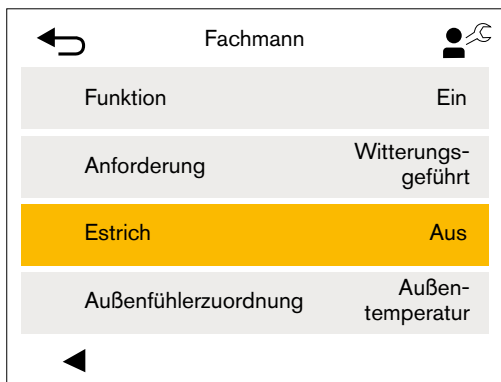 Fachmann
Funktion Ein
Anforderung Witterungs-
geführt
Estrich Aus
Außenfühlerzuordnung Außen-
temperatur